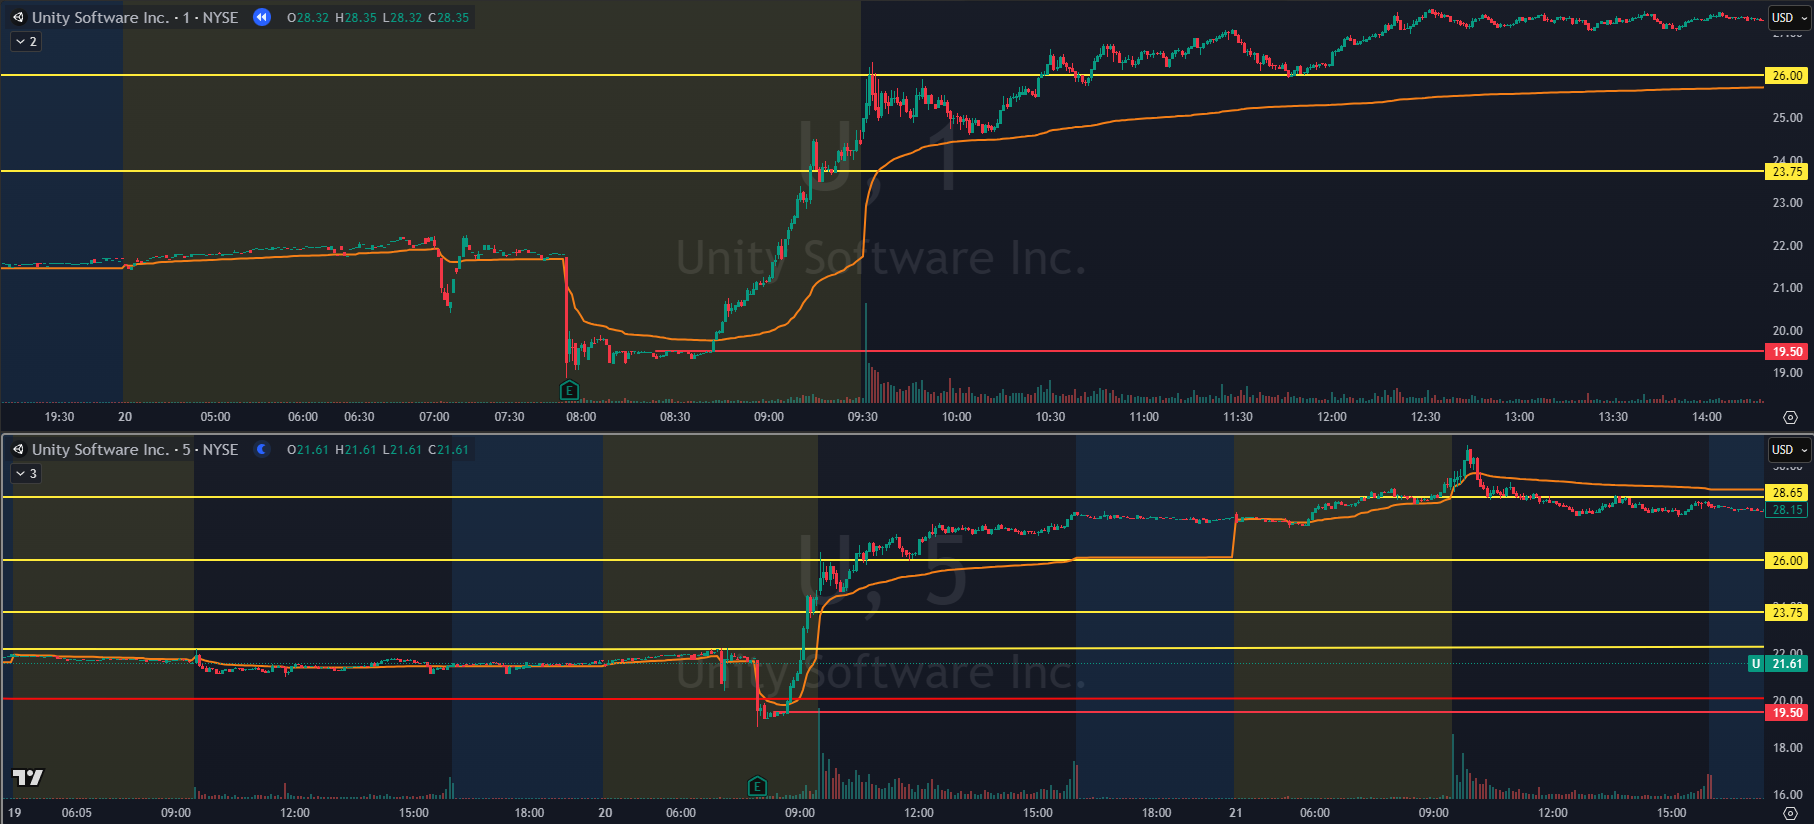 Unity Software Inc. · 1 · NYSE O28.32 H28.35 L28.32 C28.35
2
USD
26.00
25.00
24.00
23.75
23.00
22.00
21.00
20.00
19.50
19.00
U, 1
Unity Software Inc.
E
19:30 20 05:00 06:00 06:30 07:00 07:30 08:00 08:30 09:00 09:30 10:00 10:30 11:00 11:30 12:00 12:30 13:00 13:30 14:00
Unity Software Inc. · 5 · NYSE O21.61 H21.61 L21.61 C21.61
3
USD
28.65
28.15
26.00
23.75
22.00
U 21.61
20.00
19.50
18.00
16.00
U, 5
Unity Software Inc.
E
19 06:05 09:00 12:00 15:00 18:00 20 06:00 09:00 12:00 15:00 18:00 21 06:00 09:00 12:00 15:00